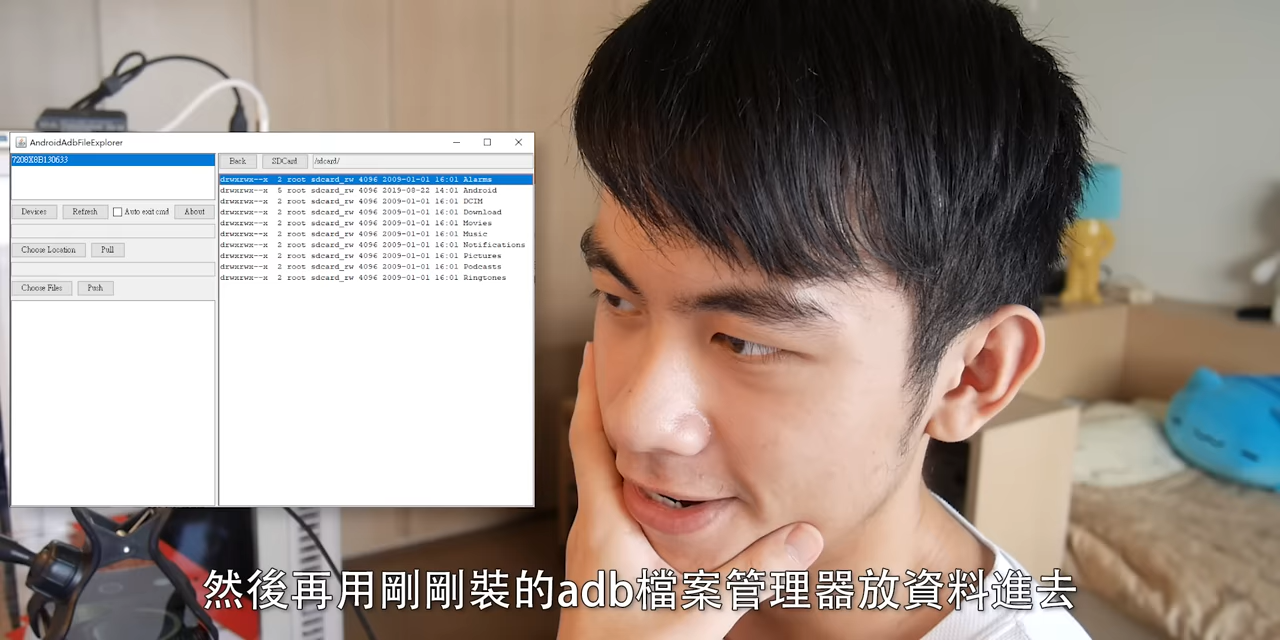 AndroidAdbFileExplorer
7208X8B130633
Back SDCard /sdcard/
drwxrwx--x 2 root sdcard_rw 4096 2009-01-01 16:01 Alarms
drwxrwx--x 5 root sdcard_rw 4096 2019-08-22 14:01 Android
drwxrwx--x 2 root sdcard_rw 4096 2009-01-01 16:01 DCIM
drwxrwx--x 2 root sdcard_rw 4096 2009-01-01 16:01 Download
drwxrwx--x 2 root sdcard_rw 4096 2009-01-01 16:01 Movies
drwxrwx--x 2 root sdcard_rw 4096 2009-01-01 16:01 Music
drwxrwx--x 2 root sdcard_rw 4096 2009-01-01 16:01 Notifications
drwxrwx--x 2 root sdcard_rw 4096 2009-01-01 16:01 Pictures
drwxrwx--x 2 root sdcard_rw 4096 2009-01-01 16:01 Podcasts
drwxrwx--x 2 root sdcard_rw 4096 2009-01-01 16:01 Ringtones
Devices Refresh Auto exit cmd About
Choose Location Pull
Choose Files Push
然後再用剛剛裝的adb檔案管理器放資料進去